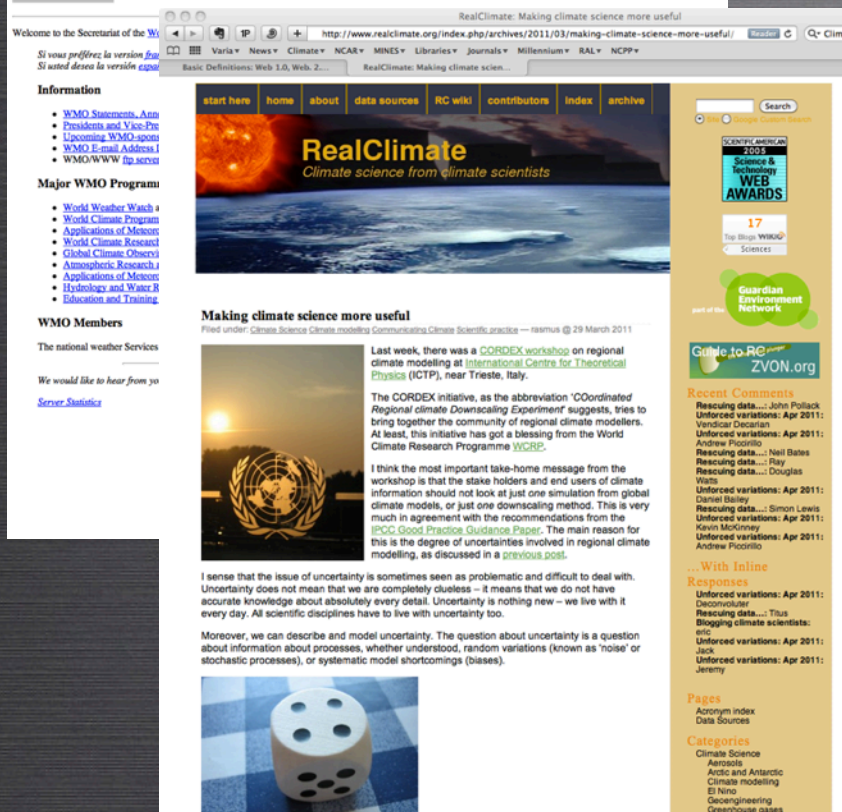 Welcome to the Secretariat of the
Si vous préférez la version
Si usted desea la versión
Information
WMO Statements,
Presidents and
Upcoming
WMO E-mail Address
WMO/WWW ftp server
Major WMO
World Weather Watch
World Climate
Applications of
World Climate Research
Global Climate
Atmospheric Research
Applications of
Hydrology and Water
Education and Training
WMO Members
The national weather Services
We would like to hear from
Server Statistics
RealClimate: Making climate science more useful
http://www.realclimate.org/index.php/archives/2011/03/making-climate-science-more-useful/
Reader
Varia News Climate NCAR MINES Libraries Journals Millennium RAL NCPP
Basic Definitions: Web 1.0, Web. 2....
RealClimate: Making climate scien...
start here home about data sources RC wiki contributors index archive
RealClimate
Climate science from climate scientists
Making climate science more useful
Filed under: Climate Science Climate modelling Communicating Climate Scientific practice — rasmus @ 29 March 2011
Last week, there was a CORDEX workshop on regional
climate modelling at International Centre for Theoretical
Physics (ICTP), near Trieste, Italy.
The CORDEX initiative, as the abbreviation 'COordinated
Regional climate Downscaling Experiment' suggests, tries to
bring together the community of regional climate modellers.
At least, this initiative has got a blessing from the World
Climate Research Programme WCRP.
I think the most important take-home message from the
workshop is that the stake holders and end users of climate
information should not look at just one simulation from global
climate models, or just one downscaling method. This is very
much in agreement with the recommendations from the
IPCC Good Practice Guidance Paper. The main reason for
this is the degree of uncertainties involved in regional climate
modelling, as discussed in a previous post.
I sense that the issue of uncertainty is sometimes seen as problematic and difficult to deal with.
Uncertainty does not mean that we are completely clueless – it means that we do not have
accurate knowledge about absolutely every detail. Uncertainty is nothing new – we live with it
every day. All scientific disciplines have to live with uncertainty too.
Moreover, we can describe and model uncertainty. The question about uncertainty is a question
about information about processes, whether understood, random variations (known as 'noise' or
stochastic processes), or systematic model shortcomings (biases).
Search
Site Google Custom Search
SCIENTIFIC AMERICAN
2005
Science &
Technology
WEB
AWARDS
17
Top Blogs WIKIO
Sciences
part of the
Guardian
Environment
Network
Guide to RC
ZVON.org
Recent Comments
Rescuing data...: John Pollack
Unforced variations: Apr 2011:
Vendicar Decarian
Unforced variations: Apr 2011:
Andrew Piccirillo
Rescuing data...: Neil Bates
Rescuing data...: Ray
Rescuing data...: Douglas
Watts
Unforced variations: Apr 2011:
Daniel Bailey
Rescuing data...: Simon Lewis
Unforced variations: Apr 2011:
Kevin McKinney
Unforced variations: Apr 2011:
Andrew Piccirillo
...With Inline
Responses
Unforced variations: Apr 2011:
Deconvoluter
Rescuing data...: Titus
Blogging climate scientists:
eric
Unforced variations: Apr 2011:
Jack
Unforced variations: Apr 2011:
Jeremy
Pages
Acronym index
Data Sources
Categories
Climate Science
Aerosols
Arctic and Antarctic
Climate modelling
El Nino
Geoengineering
Greenhouse gases